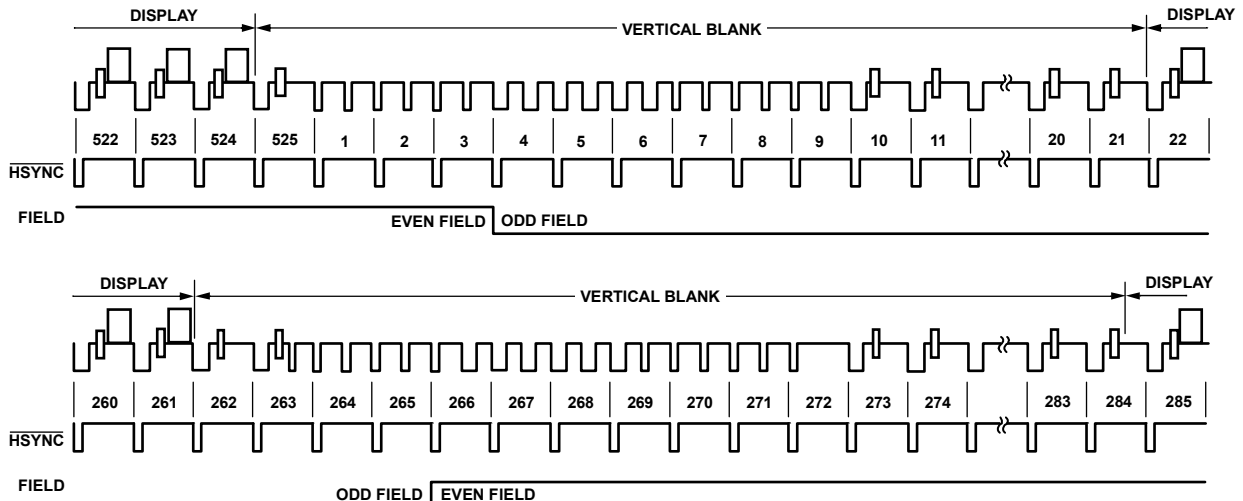 DISPLAY VERTICAL BLANK DISPLAY
522 523 524 525 1 2 3 4 5 6 7 8 9 10 11 20 21 22
HSYNC
FIELD EVEN FIELD ODD FIELD
DISPLAY VERTICAL BLANK DISPLAY
260 261 262 263 264 265 266 267 268 269 270 271 272 273 274 283 284 285
HSYNC
FIELD ODD FIELD EVEN FIELD